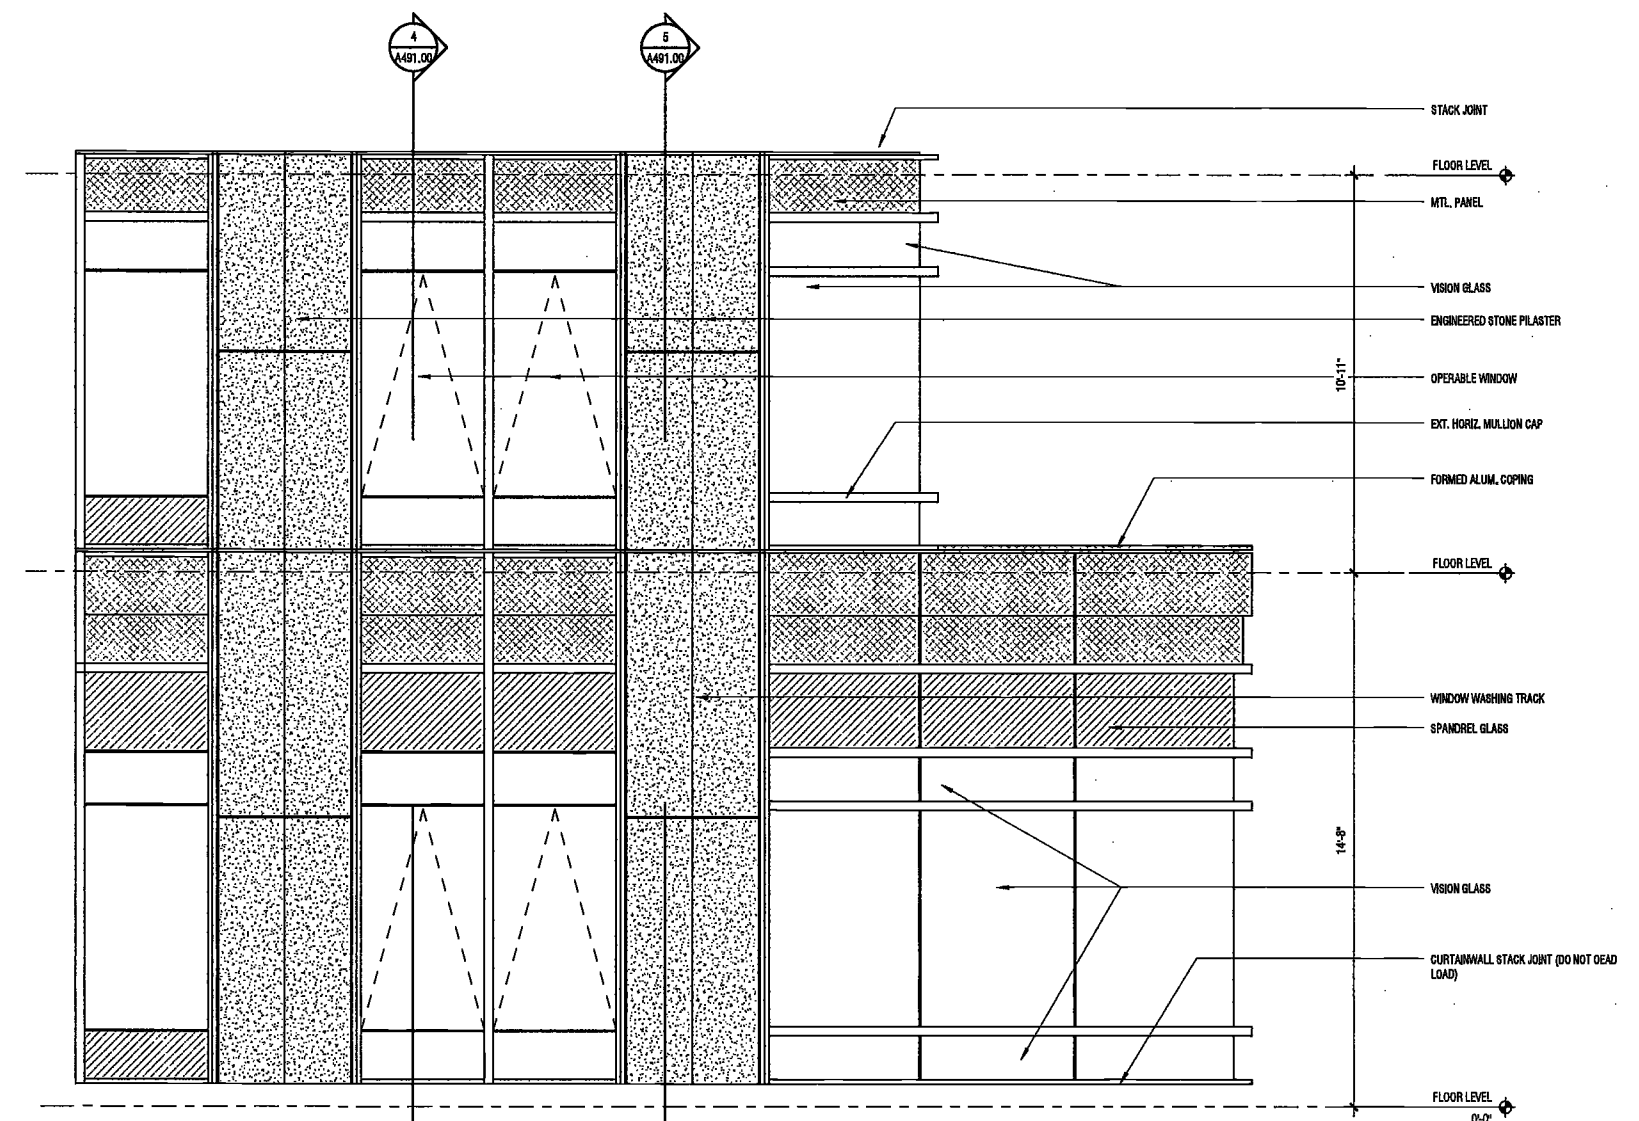 4
A491.00
5
A491.00
STACK JOINT
FLOOR LEVEL
MTL. PANEL
VISION GLASS
ENGINEERED STONE PILASTER
10'-11"
OPERABLE WINDOW
EXT. HORIZ. MULLION CAP
FORMED ALUM. COPING
FLOOR LEVEL
WINDOW WASHING TRACK
SPANDREL GLASS
14'-8"
VISION GLASS
CURTAINWALL STACK JOINT (DO NOT DEAD
LOAD)
FLOOR LEVEL
0'-0"